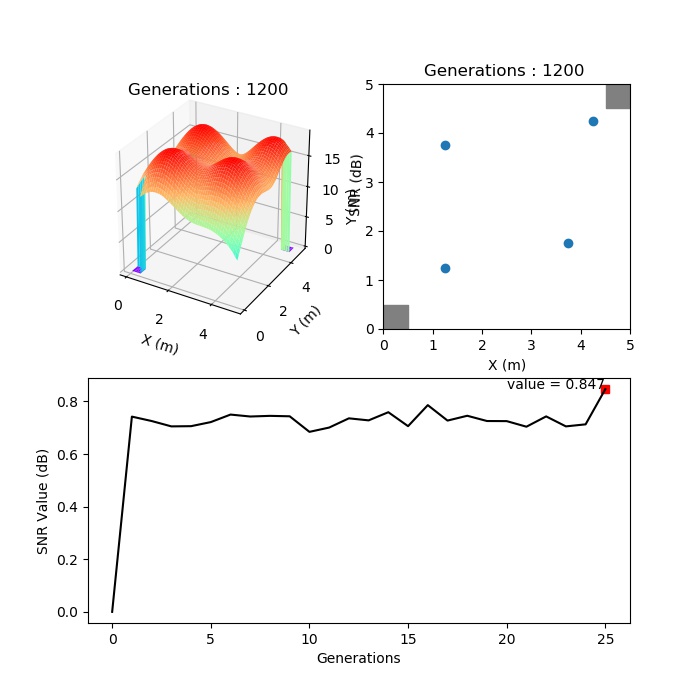 Generations : 1200
15
10
5
0
SNR (dB)
0
2
4
X (m)
0
2
4
Y (m)
Generations : 1200
5
4
3
2
1
0
Y (m)
0 1 2 3 4 5
X (m)
value = 0.847
0.8
0.6
0.4
0.2
0.0
SNR Value (dB)
0 5 10 15 20 25
Generations